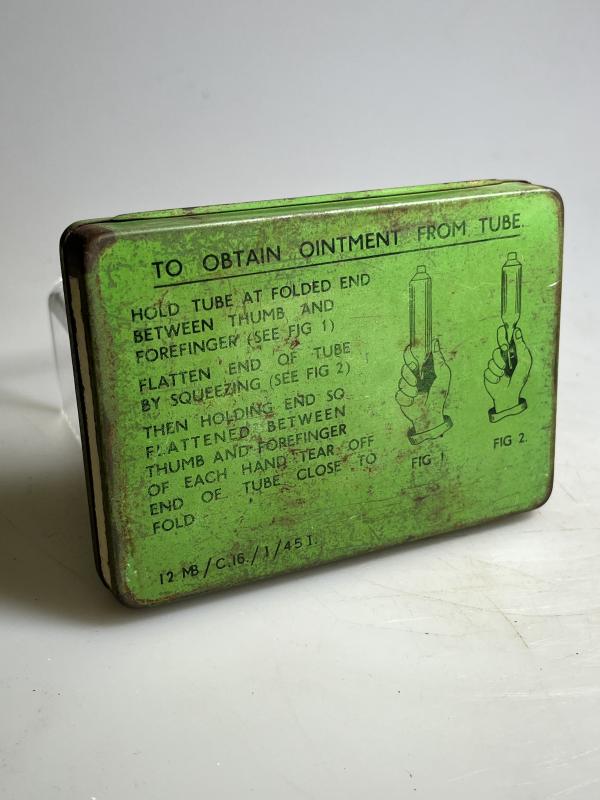 TO OBTAIN OINTMENT FROM TUBE.
HOLD TUBE AT FOLDED END
BETWEEN THUMB AND
FOREFINGER (SEE FIG 1)
FLATTEN END OF TUBE
BY SQUEEZING (SEE FIG 2)
THEN HOLDING END SO
FLATTENED BETWEEN
THUMB AND FOREFINGER
OF EACH HAND TEAR OFF
END OF TUBE CLOSE TO
FOLD
FIG 1.
FIG 2.
12 MB/C.16./1/45 I.